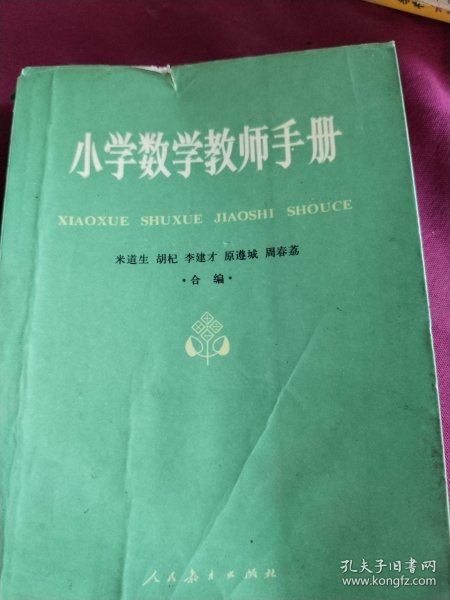 小学数学教师手册
XIAOXUE SHUXUE JIAOSHI SHOUCE
米道生 胡杞 李建才 原遵城 周春荔
·合 编·
人民教育出版社
孔夫子旧书网
www.kongfz.com